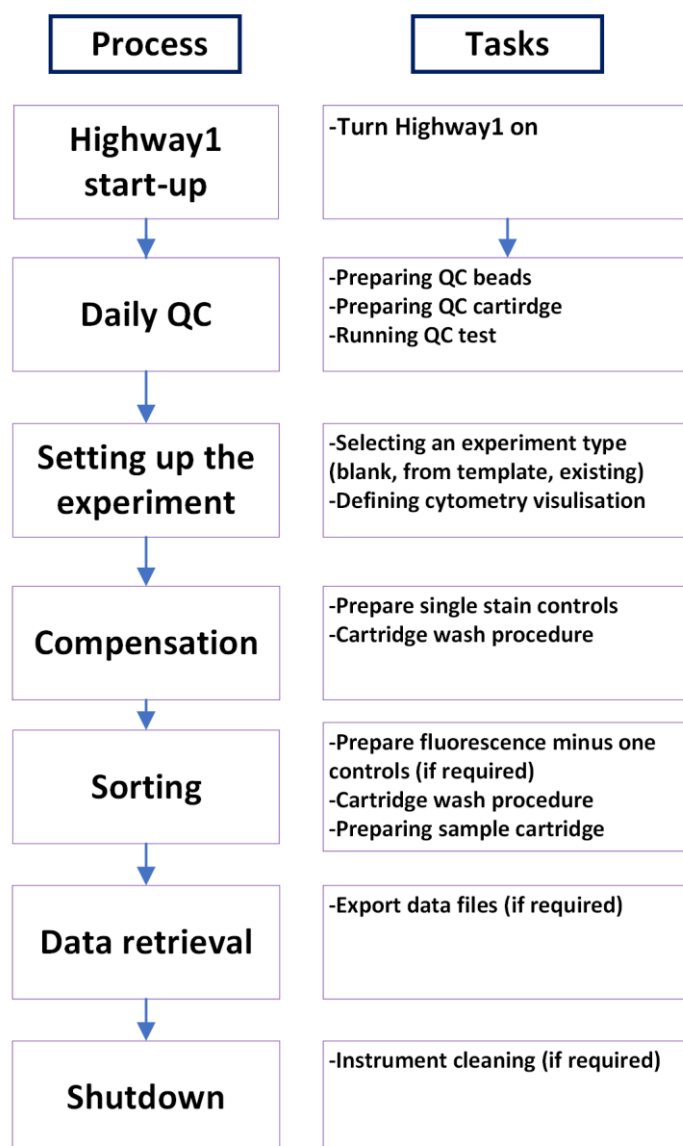 Process
Tasks
Highway1
start-up
-Turn Highway1 on
Daily QC
-Preparing QC beads
-Preparing QC cartirdge
-Running QC test
Setting up the
experiment
-Selecting an experiment type
(blank, from template, existing)
-Defining cytometry visulisation
Compensation
-Prepare single stain controls
-Cartridge wash procedure
Sorting
-Prepare fluorescence minus one
controls (if required)
-Cartridge wash procedure
-Preparing sample cartridge
Data retrieval
-Export data files (if required)
Shutdown
-Instrument cleaning (if required)